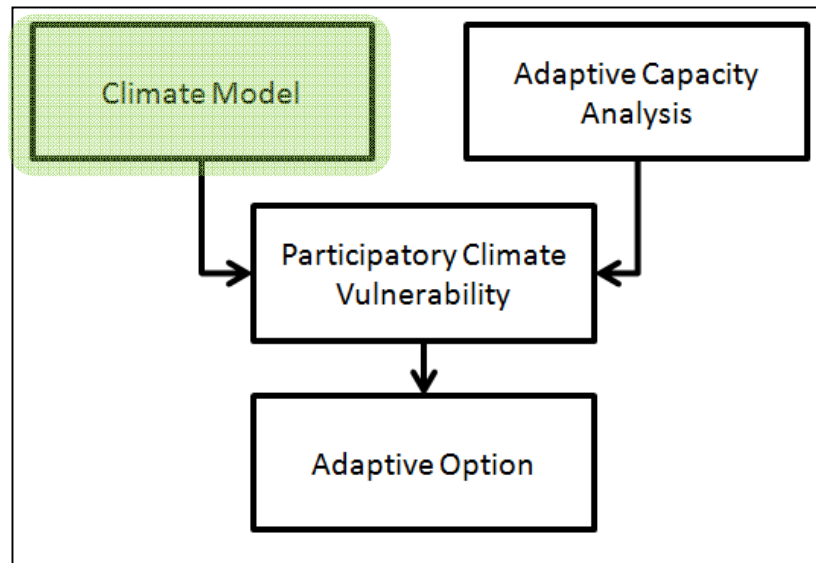 Climate Model
Adaptive Capacity
Analysis
Participatory Climate
Vulnerability
Adaptive Option